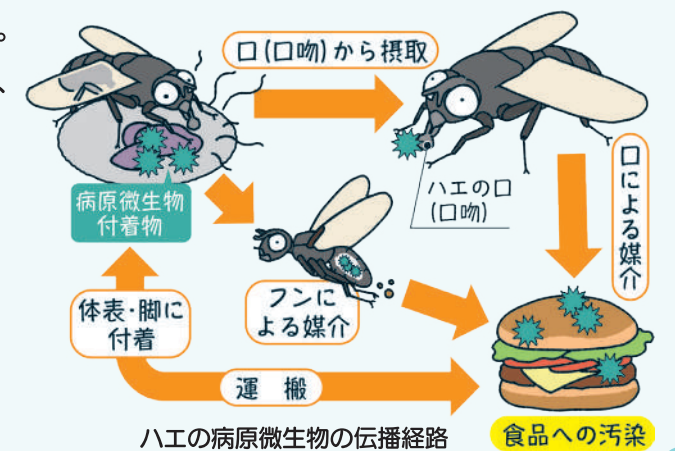 。
、
口(口吻)から摂取
病原微生物
付着物
ハエの口
(口吻)
口による媒介
フンに
よる媒介
体表・脚に
付着
運 搬
ハエの病原微生物の伝播経路
食品への汚染